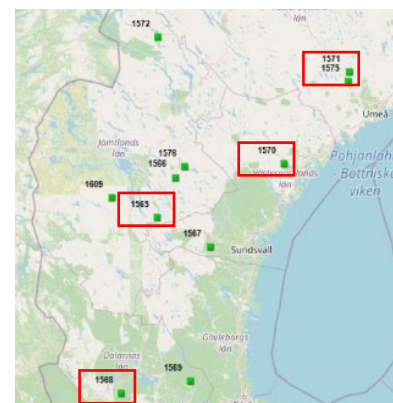 län
1572
1571
1575
Umeå
Jämtlands
län
1576
1566
1570
Västernorrlands
län
Pohjanlahti
- Bottniska
viken
1609
1565
1567
Sundsvall
Gävleborgs
län
Dalarnas
län
1568
1569